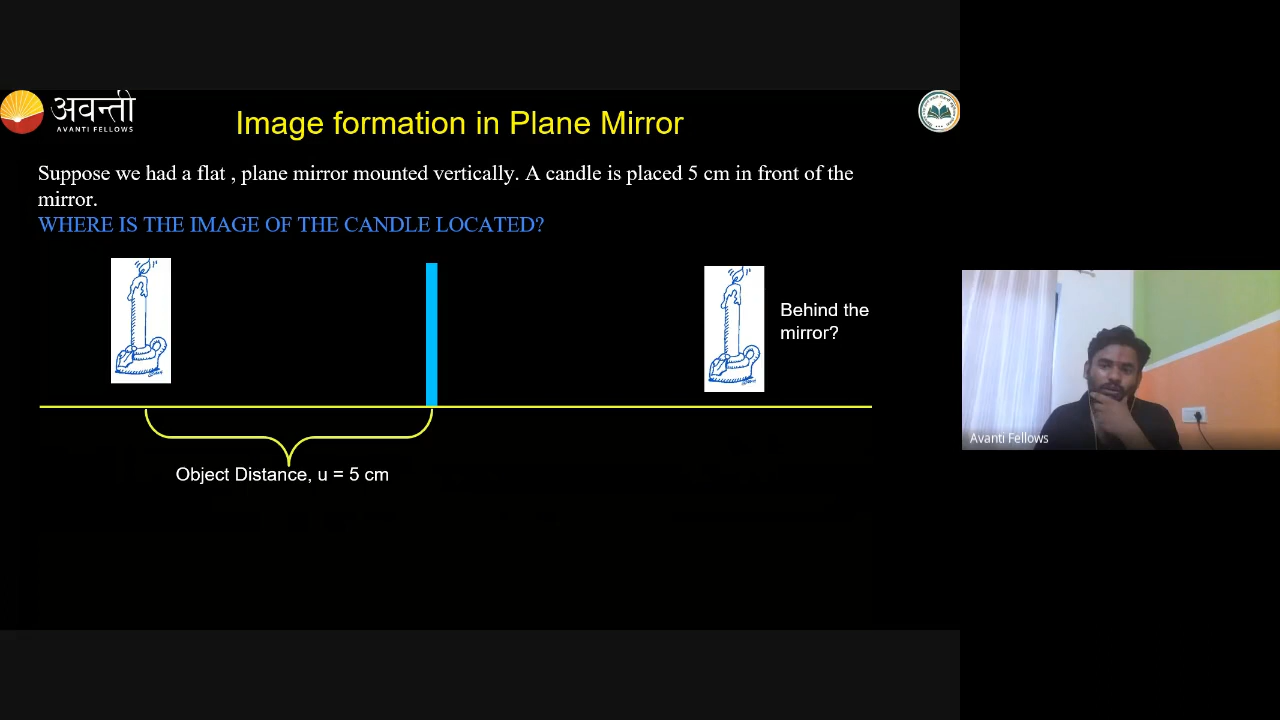 अवन्ती
AVANTI FELLOWS
Image formation in Plane Mirror
Suppose we had a flat , plane mirror mounted vertically. A candle is placed 5 cm in front of the
mirror.
WHERE IS THE IMAGE OF THE CANDLE LOCATED?
Behind the
mirror?
Object Distance, u = 5 cm
Avanti Fellows